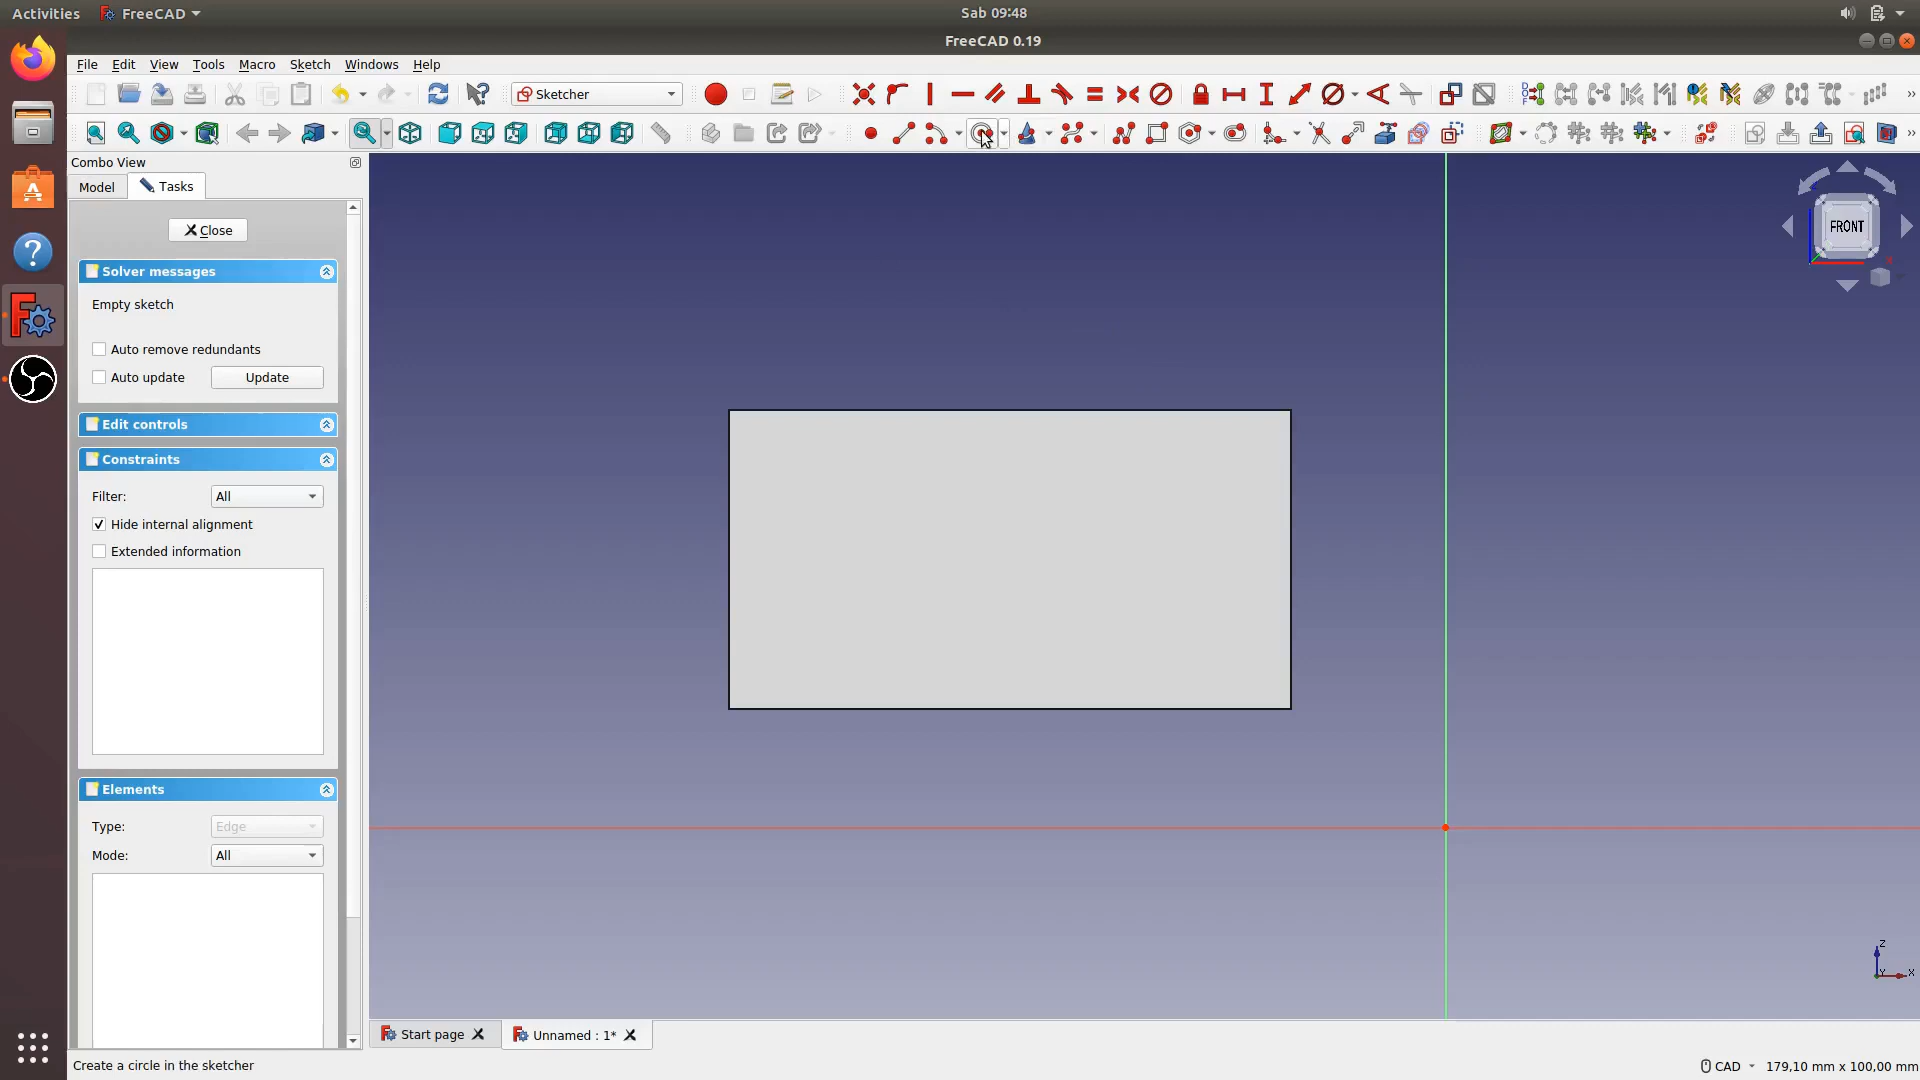 Activities
FreeCAD
Sab 09:48
FreeCAD 0.19
File Edit View Tools Macro Sketch Windows Help
Sketcher
Combo View
Model
Tasks
Close
Solver messages
Empty sketch
Auto remove redundants
Auto update
Update
Edit controls
Constraints
Filter:
All
Hide internal alignment
Extended information
Elements
Type:
Edge
Mode:
All
FRONT
Start page
Unnamed : 1*
Create a circle in the sketcher
CAD
179,10 mm x 100,00 mm